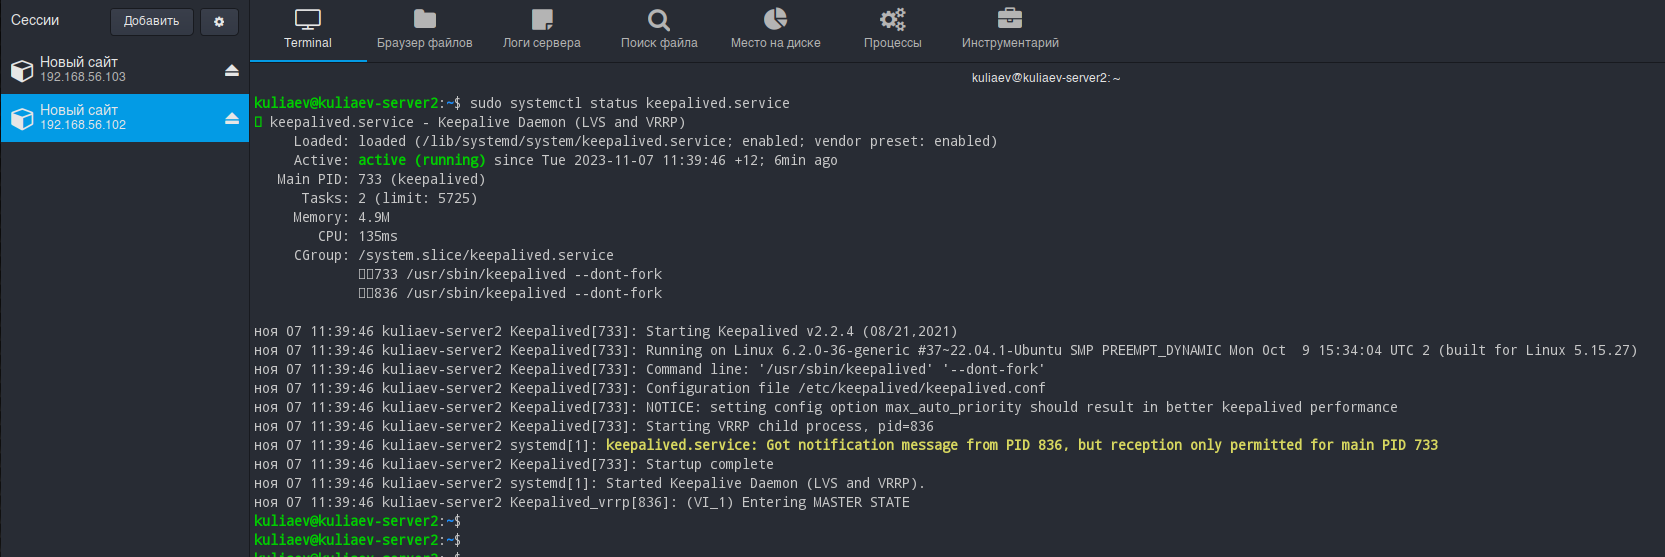 Сессии
Добавить
Terminal
Браузер файлов
Логи сервера
Поиск файла
Место на диске
Процессы
Инструментарий
Новый сайт
192.168.56.103
Новый сайт
192.168.56.102
kuliaev@kuliaev-server2: ~
kuliaev@kuliaev-server2:~$ sudo systemctl status keepalived.service
keepalived.service - Keepalive Daemon (LVS and VRRP)
Loaded: loaded (/lib/systemd/system/keepalived.service; enabled; vendor preset: enabled)
Active: active (running) since Tue 2023-11-07 11:39:46 +12; 6min ago
Main PID: 733 (keepalived)
Tasks: 2 (limit: 5725)
Memory: 4.9M
CPU: 135ms
CGroup: /system.slice/keepalived.service
733 /usr/sbin/keepalived --dont-fork
836 /usr/sbin/keepalived --dont-fork
ноя 07 11:39:46 kuliaev-server2 Keepalived[733]: Starting Keepalived v2.2.4 (08/21,2021)
ноя 07 11:39:46 kuliaev-server2 Keepalived[733]: Running on Linux 6.2.0-36-generic #37~22.04.1-Ubuntu SMP PREEMPT_DYNAMIC Mon Oct  9 15:34:04 UTC 2 (built for Linux 5.15.27)
ноя 07 11:39:46 kuliaev-server2 Keepalived[733]: Command line: '/usr/sbin/keepalived' '--dont-fork'
ноя 07 11:39:46 kuliaev-server2 Keepalived[733]: Configuration file /etc/keepalived/keepalived.conf
ноя 07 11:39:46 kuliaev-server2 Keepalived[733]: NOTICE: setting config option max_auto_priority should result in better keepalived performance
ноя 07 11:39:46 kuliaev-server2 Keepalived[733]: Starting VRRP child process, pid=836
ноя 07 11:39:46 kuliaev-server2 systemd[1]: keepalived.service: Got notification message from PID 836, but reception only permitted for main PID 733
ноя 07 11:39:46 kuliaev-server2 Keepalived[733]: Startup complete
ноя 07 11:39:46 kuliaev-server2 systemd[1]: Started Keepalive Daemon (LVS and VRRP).
ноя 07 11:39:46 kuliaev-server2 Keepalived_vrrp[836]: (VI_1) Entering MASTER STATE
kuliaev@kuliaev-server2:~$
kuliaev@kuliaev-server2:~$
kuliaev@kuliaev-server2:~$